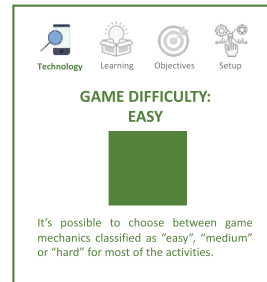 Technology Learning Objectives Setup
GAME DIFFICULTY:
EASY
It's possible to choose between game
mechanics classified as "easy", "medium"
or "hard" for most of the activities.